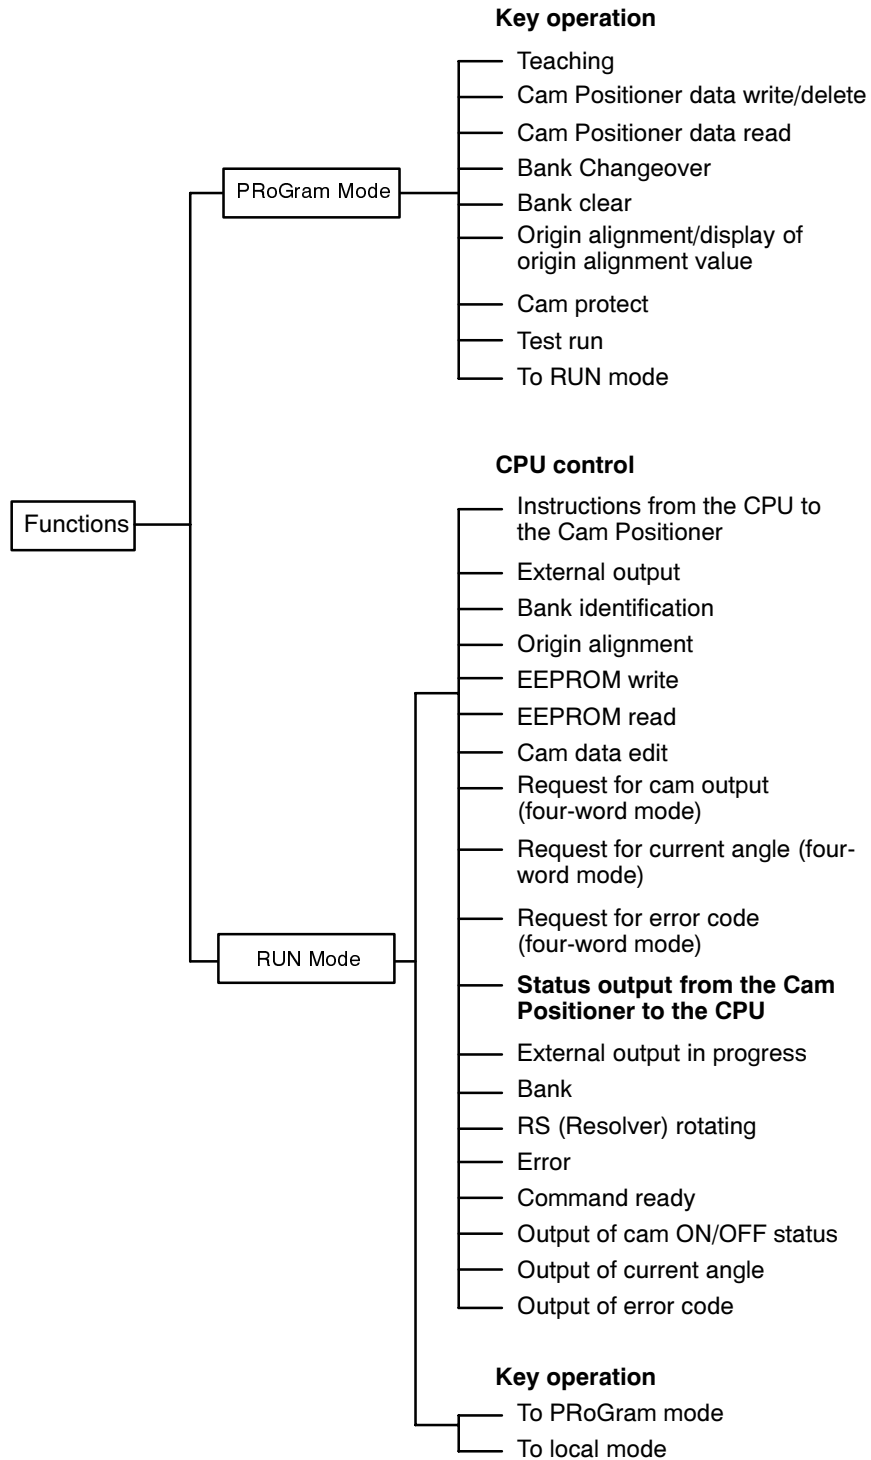 Key operation
Teaching
Cam Positioner data write/delete
Cam Positioner data read
Bank Changeover
PRoGram Mode
Bank clear
Origin alignment/display of
origin alignment value
Cam protect
Test run
To RUN mode
CPU control
Instructions from the CPU to
the Cam Positioner
Functions
External output
Bank identification
Origin alignment
EEPROM write
EEPROM read
Cam data edit
Request for cam output
(four-word mode)
Request for current angle (four-
word mode)
Request for error code
(four-word mode)
RUN Mode
Status output from the Cam
Positioner to the CPU
External output in progress
Bank
RS (Resolver) rotating
Error
Command ready
Output of cam ON/OFF status
Output of current angle
Output of error code
Key operation
To PRoGram mode
To local mode